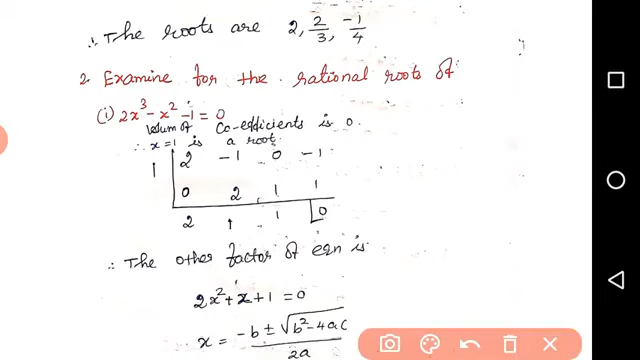 ∴ The roots are 2, 2/3, -1/4
2. Examine for the rational roots of
(i) 2x³ - x² - 1 = 0
sum of Co-efficients is 0.
∴ x = 1 is a root.
1 | 2 -1 0 -1
0 2 1 1
2 1 1 0
∴ The other factor of eqn is
2x² + x + 1 = 0
x = -b ± √b² - 4ac / 2a